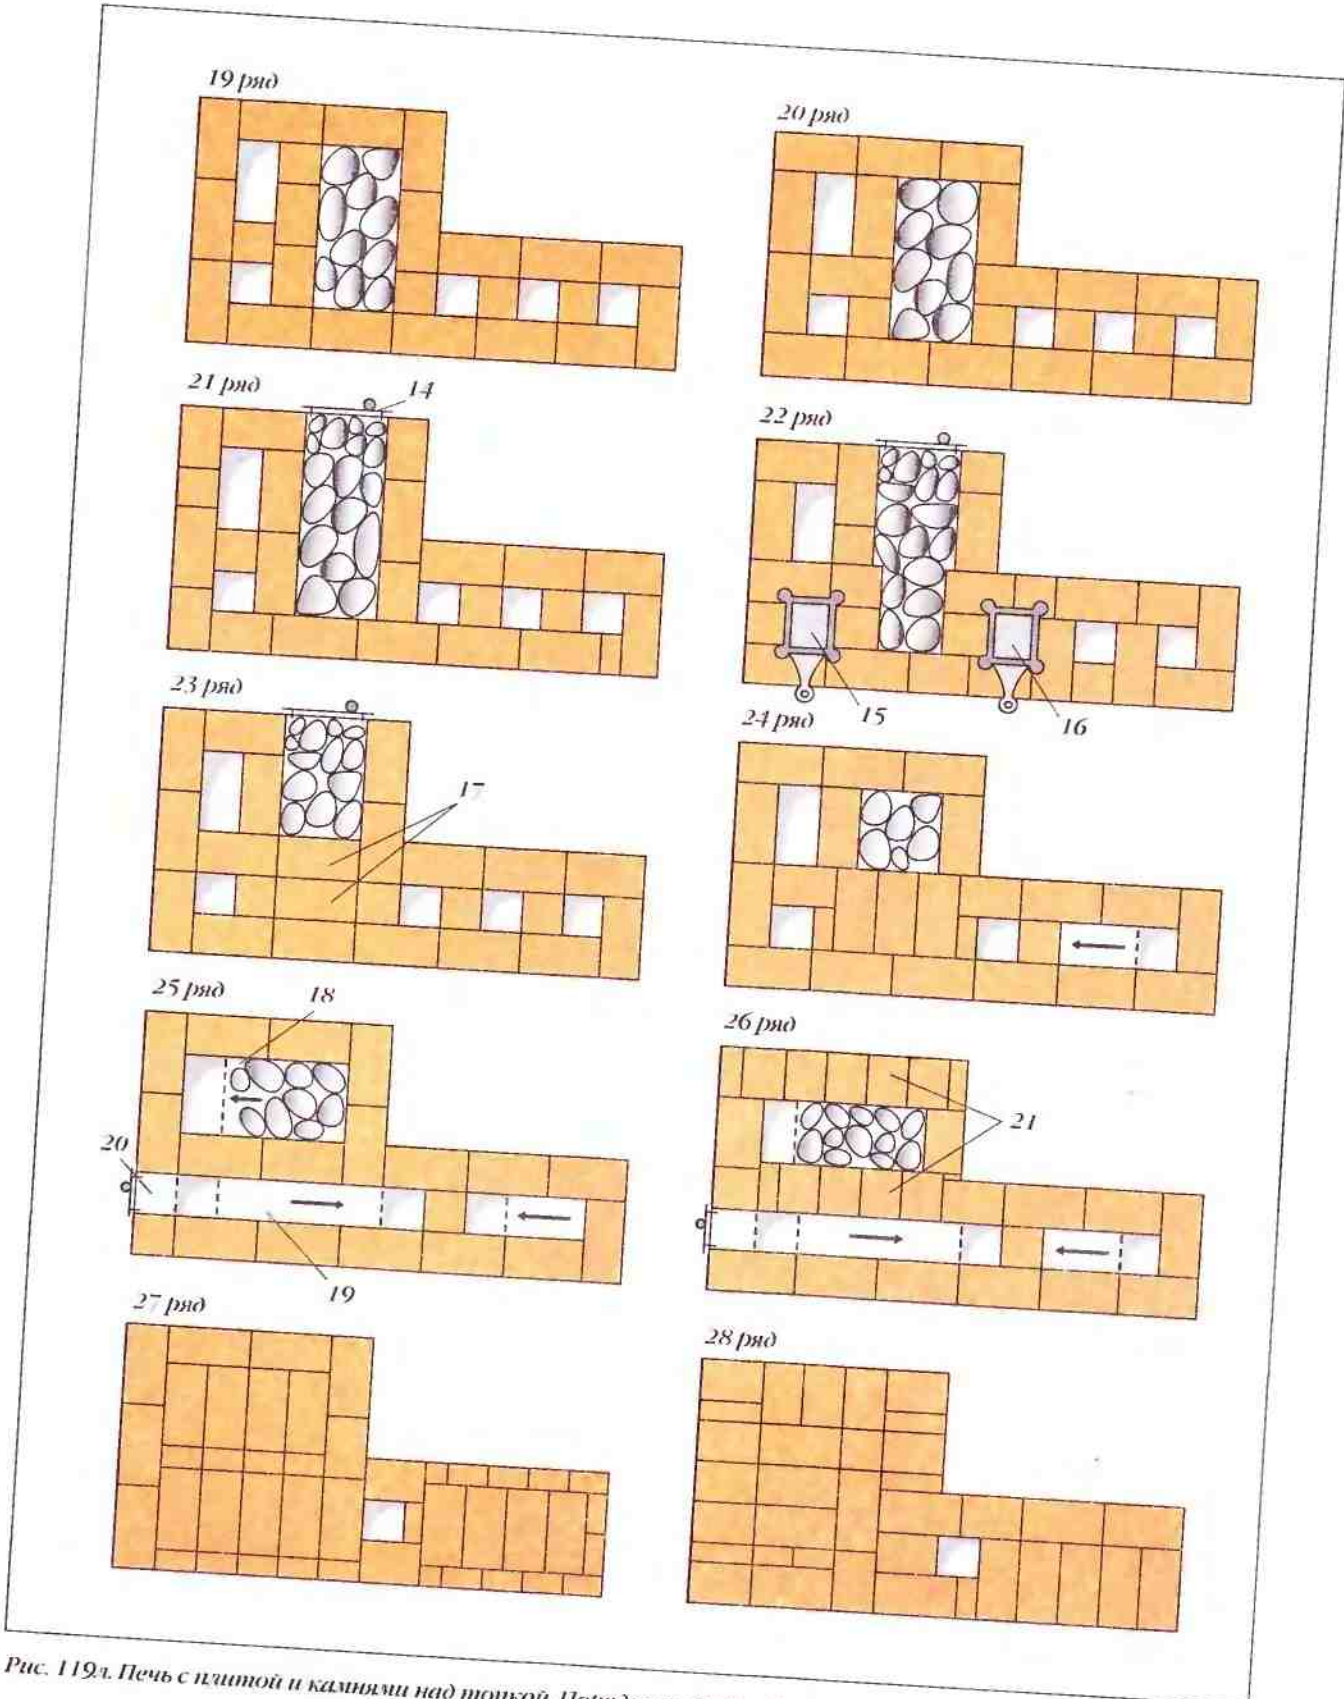 19 ряд
20 ряд
21 ряд
14
22 ряд
15
16
23 ряд
17
24 ряд
25 ряд
18
20
19
26 ряд
21
27 ряд
28 ряд
Рис. 119л. Печь с плитой и камнями над топкой.